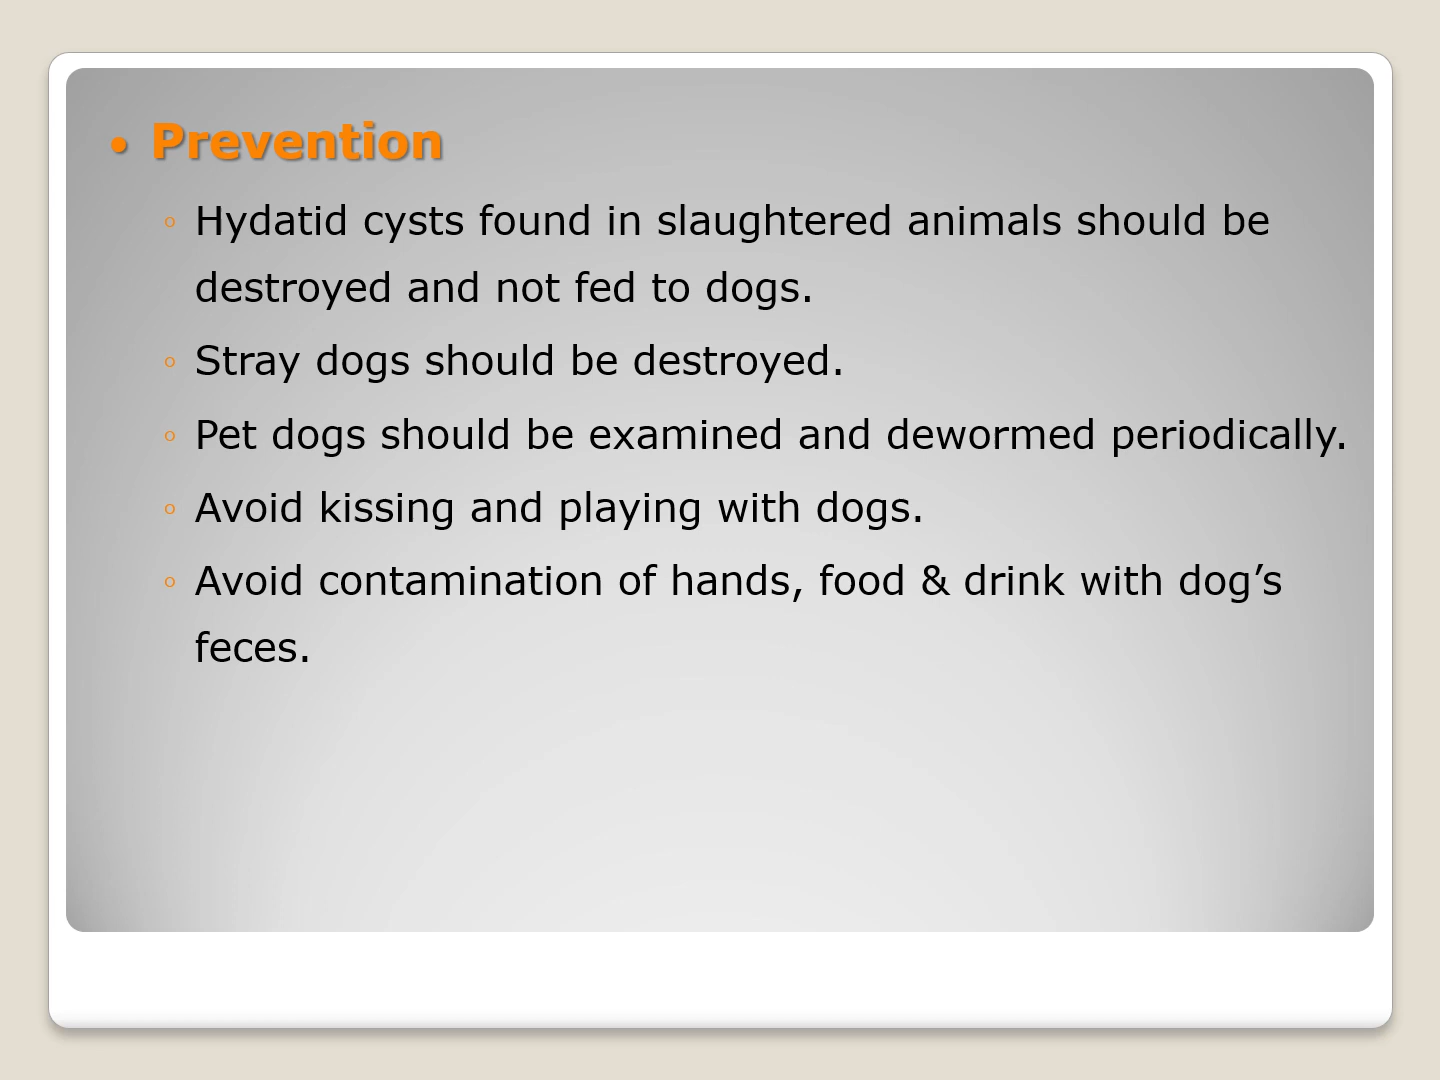 • Prevention
◦ Hydatid cysts found in slaughtered animals should be
destroyed and not fed to dogs.
◦ Stray dogs should be destroyed.
◦ Pet dogs should be examined and dewormed periodically.
◦ Avoid kissing and playing with dogs.
◦ Avoid contamination of hands, food & drink with dog’s
feces.